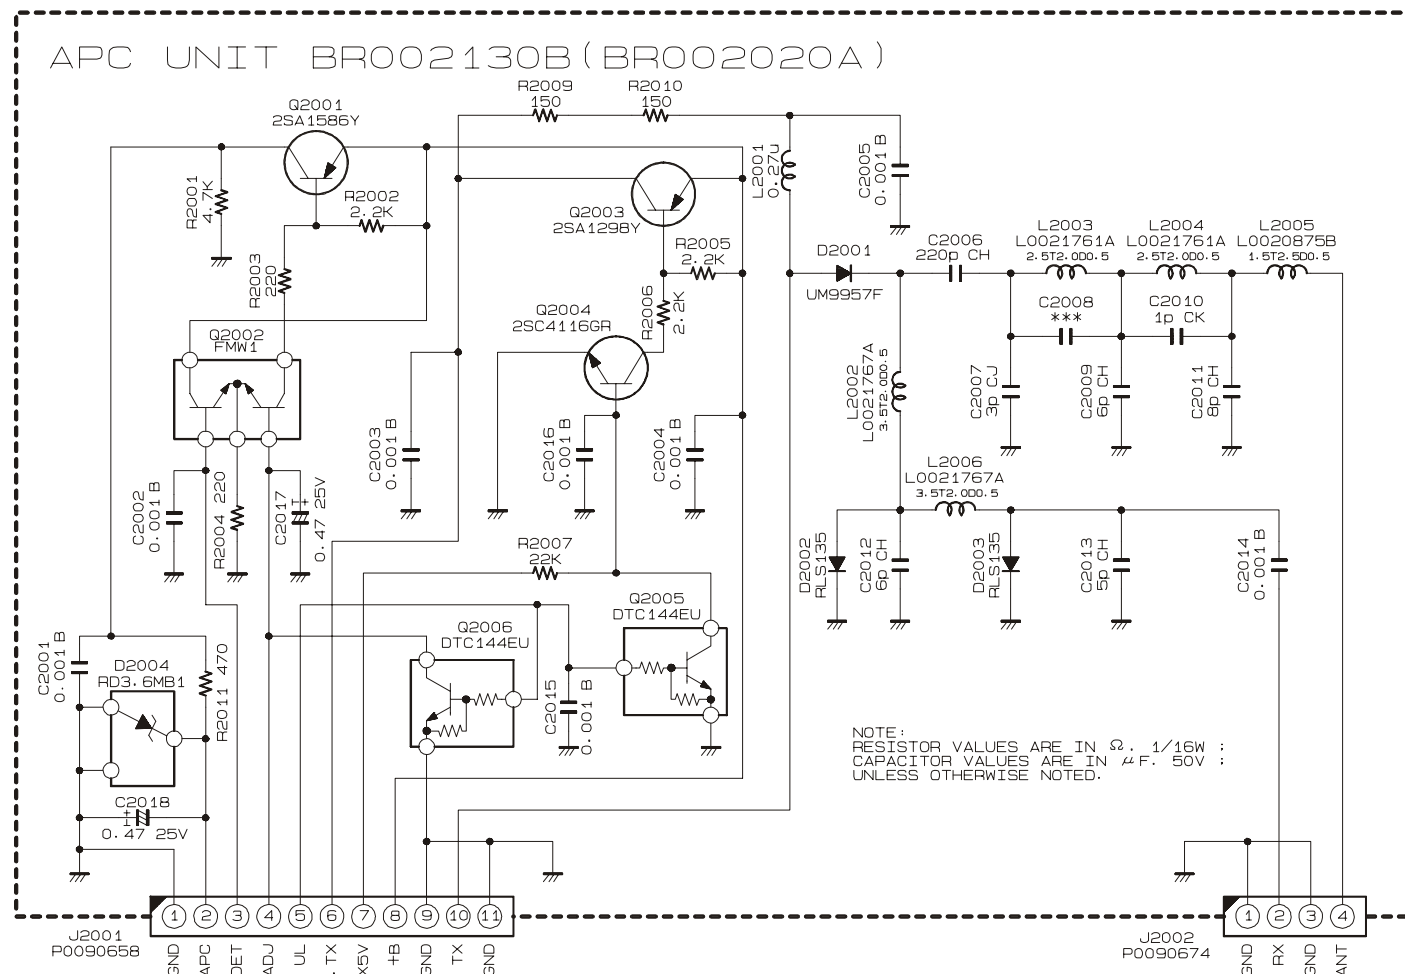 APC UNIT BR002130B(BR002020A)
R2009
150
R2010
150
Q2001
2SA1586Y
R2001
4.7K
R2002
2.2K
R2003
220
Q2002
FMW1
Q2003
2SA1298Y
R2005
2.2K
R2006
2.2K
Q2004
2SC4116GR
L2001
0.27u
C2005
0.001B
D2001
UM9957F
C2006
220p CH
L2003
L0021761A
2.5T2.0D0.5
L2004
L0021761A
2.5T2.0D0.5
L2005
L0020875B
1.5T2.5D0.5
C2008
***
C2010
1p CK
L2002
L0021767A
3.5T2.0D0.5
C2007
3p CJ
C2009
6p CH
C2011
8p CH
C2002
0.001B
R2004 220
C2017
0.47 25V
C2003
0.001B
C2016
0.001B
C2004
0.001B
L2006
L0021767A
3.5T2.0D0.5
D2002
RLS135
C2012
6p CH
D2003
RLS135
C2013
5p CH
C2014
0.001B
R2007
22K
Q2006
DTC144EU
Q2005
DTC144EU
C2015
0.001 B
C2001
0.001B
D2004
RD3.6MB1
R2011 470
C2018
0.47 25V
NOTE:
RESISTOR VALUES ARE IN Ω. 1/16W ;
CAPACITOR VALUES ARE IN μF. 50V ;
UNLESS OTHERWISE NOTED.
1 2 3 4 5 6 7 8 9 10 11
J2001
P0090658
GND
APC
DET
ADJ
UL
. TX
X5V
+B
GND
TX
GND
1 2 3 4
J2002
P0090674
GND
RX
GND
ANT